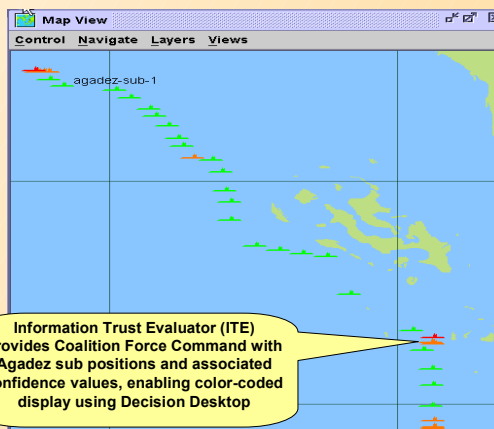 Map View
Control Navigate Layers Views
agadez-sub-1
Information Trust Evaluator (ITE)
rovides Coalition Force Command with
Agadez sub positions and associated
onfidence values, enabling color-coded
display using Decision Desktop